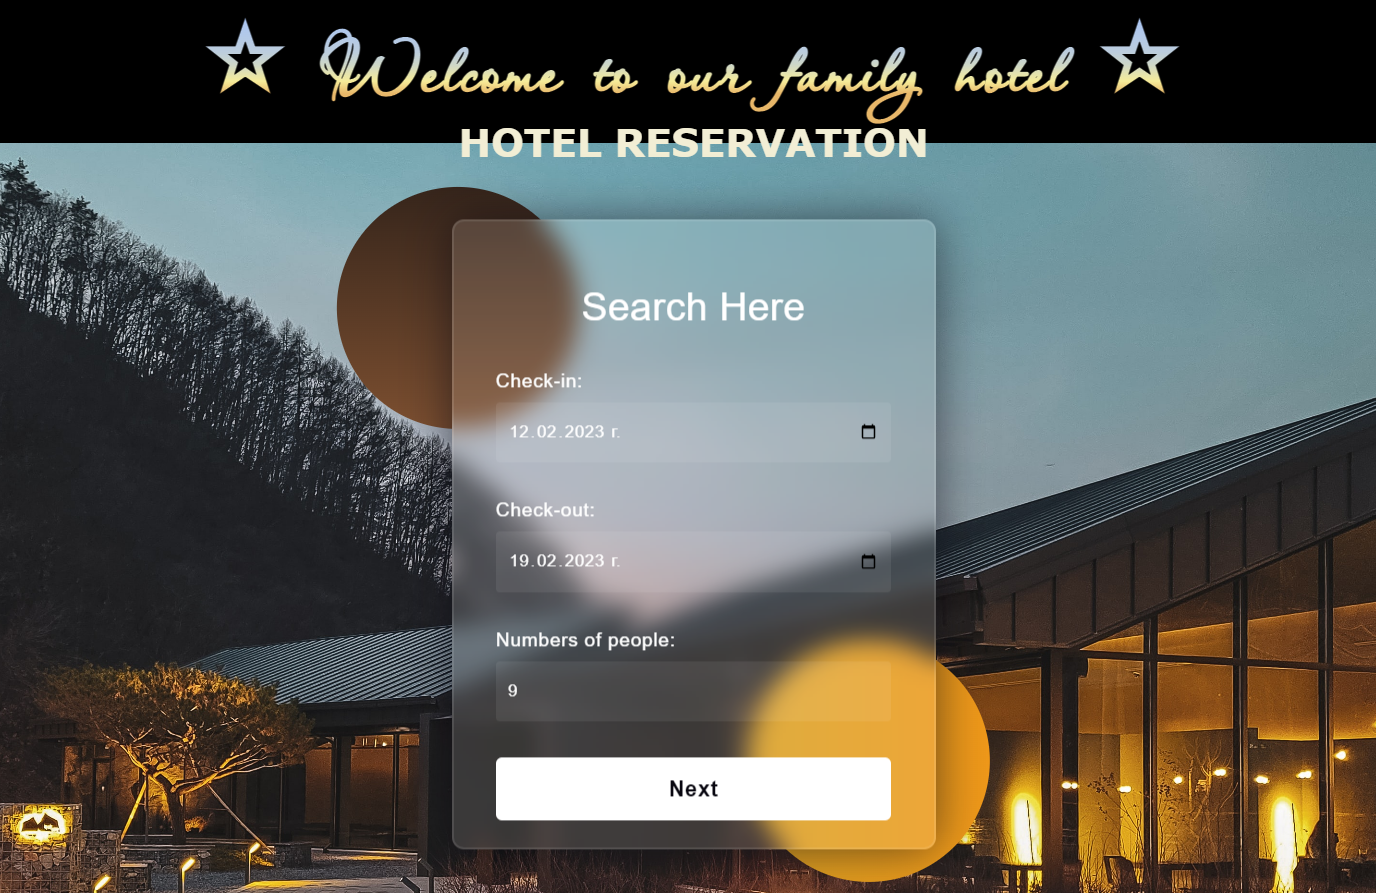 Welcome to our family hotel
HOTEL RESERVATION
Search Here
Check-in:
12.02.2023 г.
Check-out:
19.02.2023 г.
Numbers of people:
9
Next